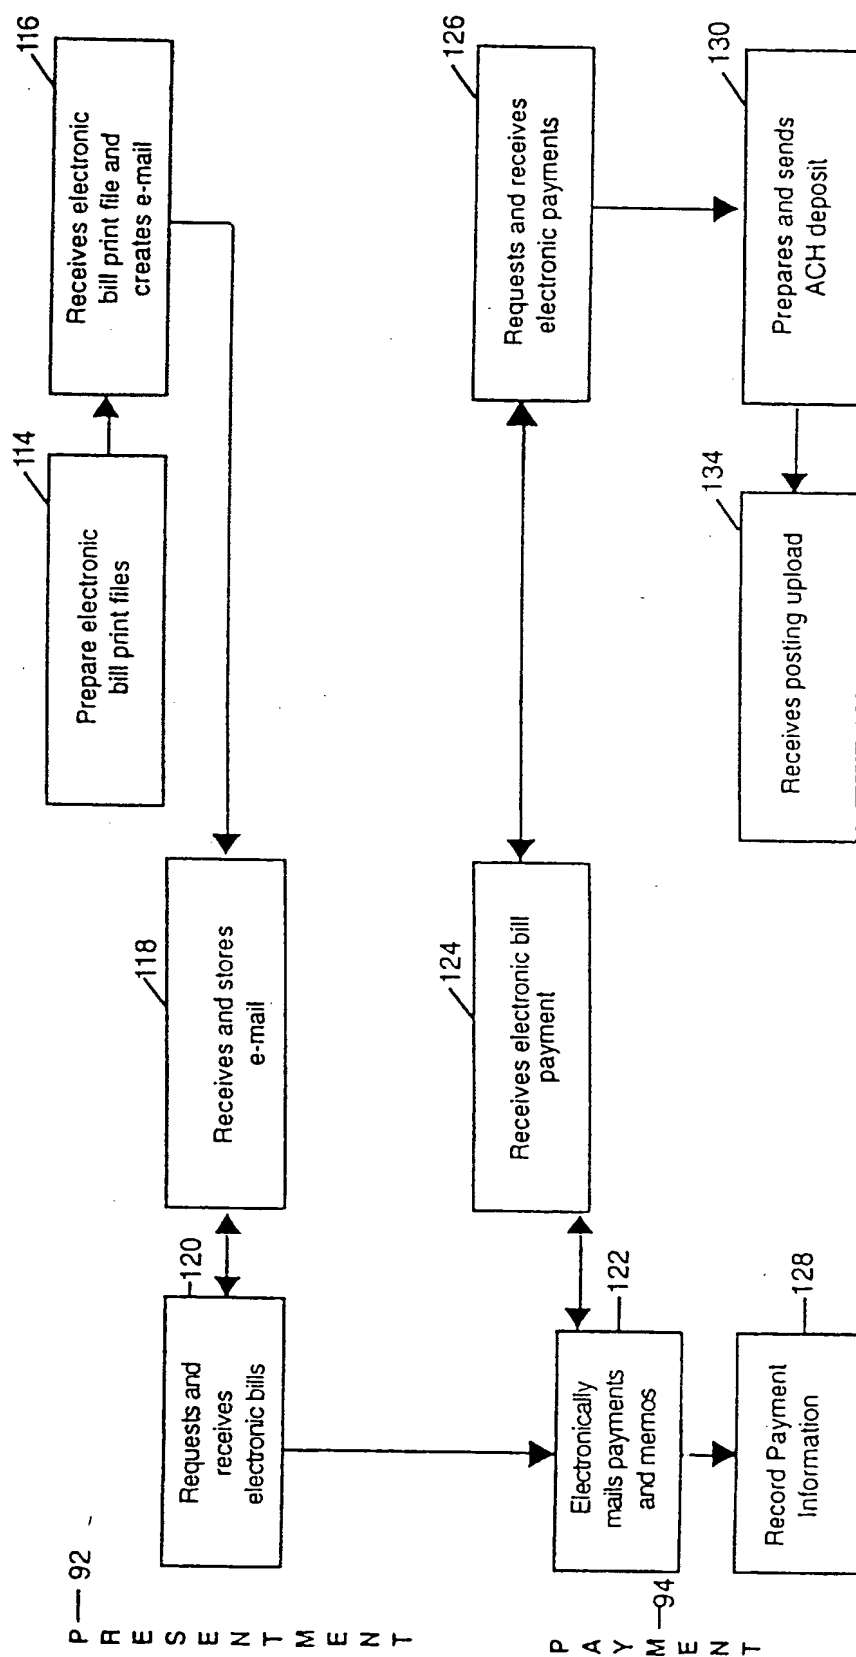 P — 92
R
E
S
E
N
T
M
E
N
T
120
Requests and
receives
electronic bills
118
Receives and stores
e-mail
114
Prepare electronic
bill print files
116
Receives electronic
bill print file and
creates e-mail
P
A
Y
M — 94
E
N
T
122
Electronically
mails payments
and memos
124
Receives electronic bill
payment
126
Requests and receives
electronic payments
128
Record Payment
Information
134
Receives posting upload
130
Prepares and sends
ACH deposit